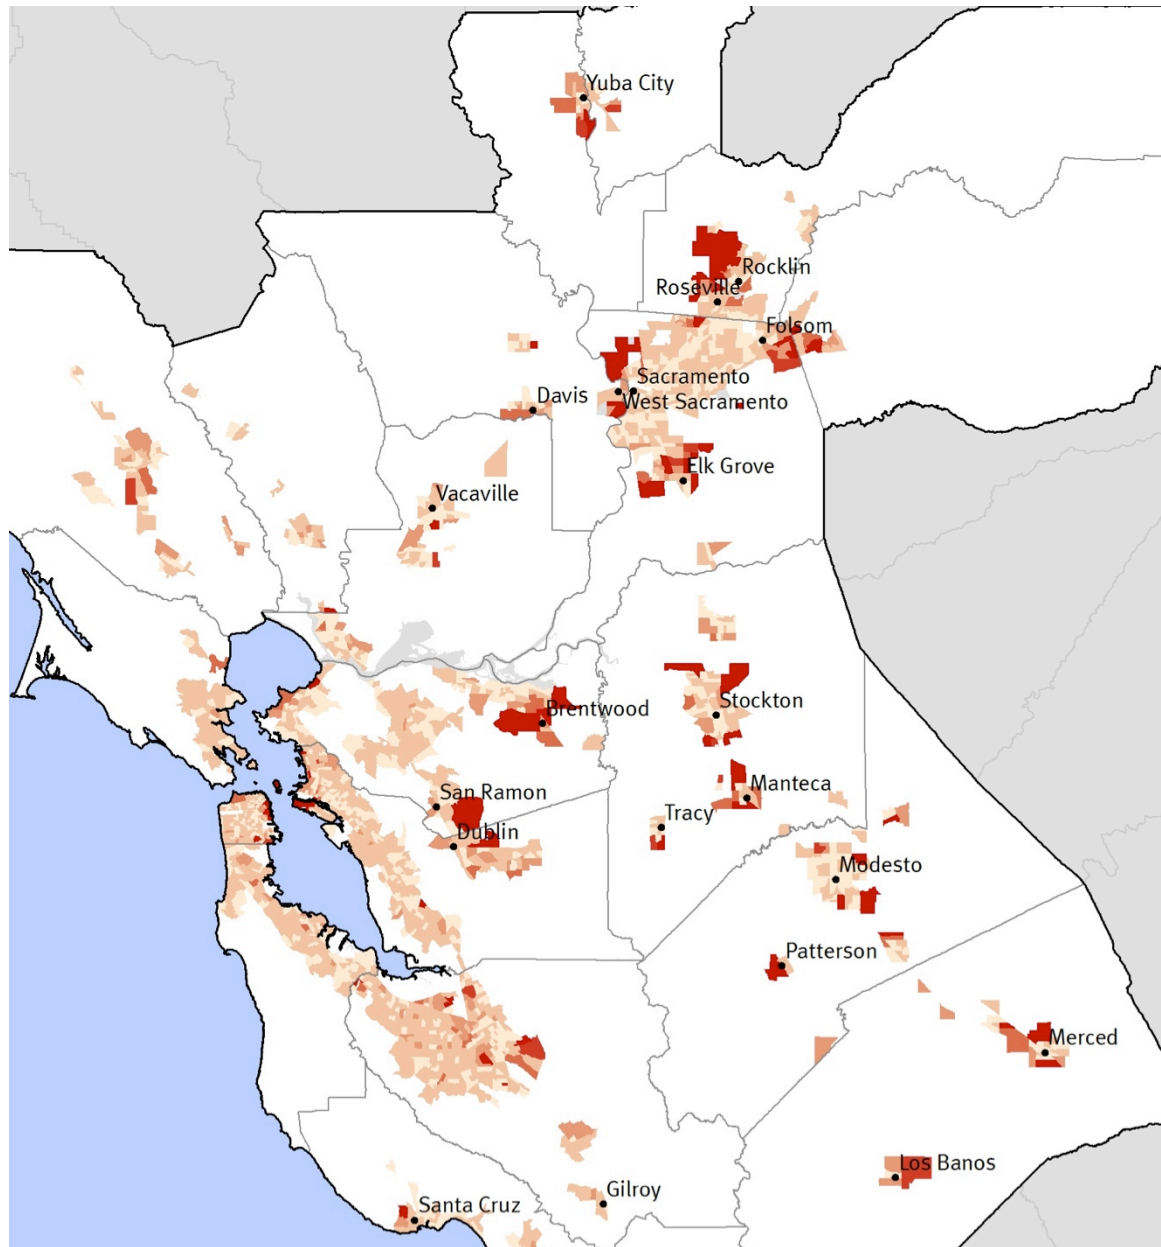 Yuba City
Rocklin
Roseville
Folsom
Sacramento
Davis
West Sacramento
Elk Grove
Vacaville
Stockton
Brentwood
Manteca
San Ramon
Tracy
Dublin
Modesto
Patterson
Merced
Los Banos
Gilroy
Santa Cruz